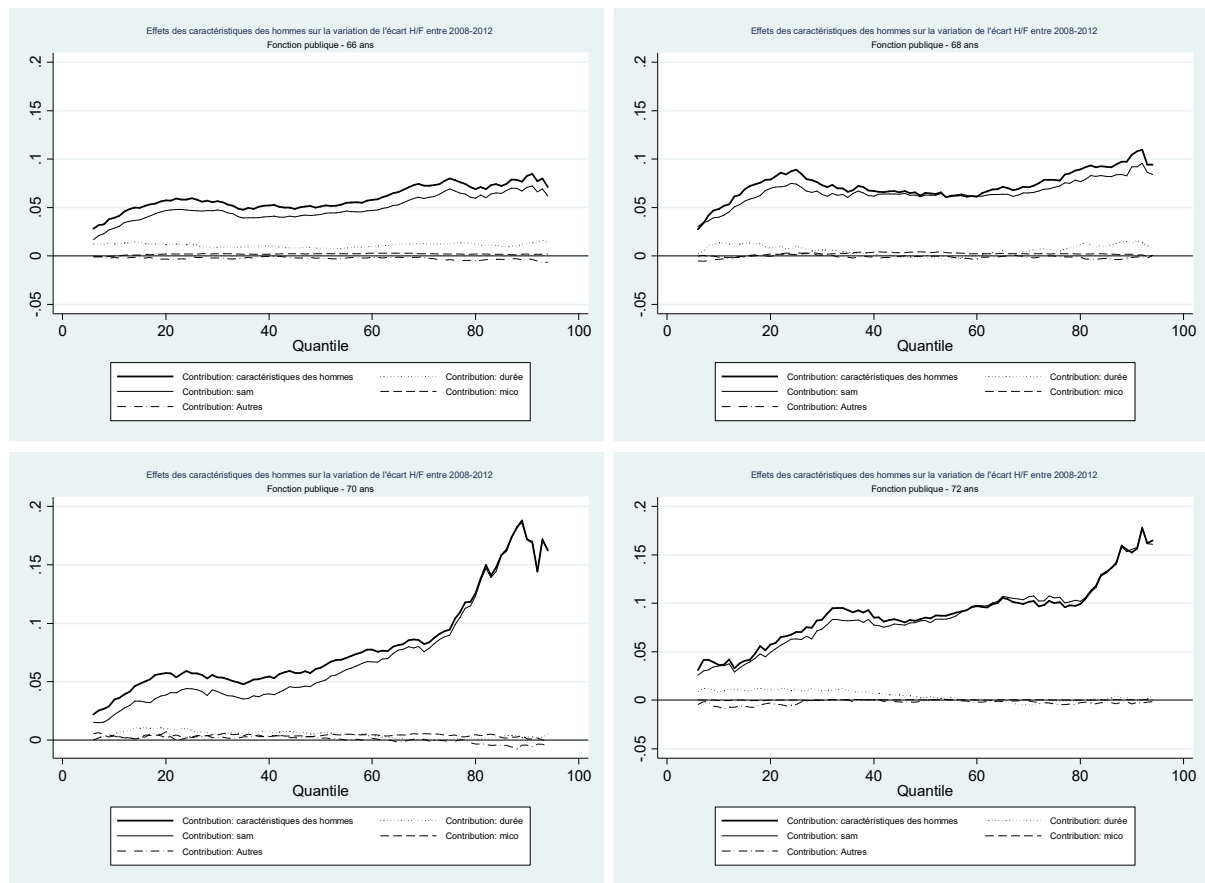 Effets des caractéristiques des hommes sur la variation de l'écart H/F entre 2008-2012
Fonction publique - 66 ans
.2
.15
.1
.05
0
-.05
0 20 40 60 80 100
Quantile
Contribution: caractéristiques des hommes Contribution: durée
Contribution: sam Contribution: mico
Contribution: Autres
Effets des caractéristiques des hommes sur la variation de l'écart H/F entre 2008-2012
Fonction publique - 68 ans
.2
.15
.1
.05
0
-.05
0 20 40 60 80 100
Quantile
Contribution: caractéristiques des hommes Contribution: durée
Contribution: sam Contribution: mico
Contribution: Autres
Effets des caractéristiques des hommes sur la variation de l'écart H/F entre 2008-2012
Fonction publique - 70 ans
.2
.15
.1
.05
0
0 20 40 60 80 100
Quantile
Contribution: caractéristiques des hommes Contribution: durée
Contribution: sam Contribution: mico
Contribution: Autres
Effets des caractéristiques des hommes sur la variation de l'écart H/F entre 2008-2012
Fonction publique - 72 ans
.2
.15
.1
.05
0
-.05
0 20 40 60 80 100
Quantile
Contribution: caractéristiques des hommes Contribution: durée
Contribution: sam Contribution: mico
Contribution: Autres